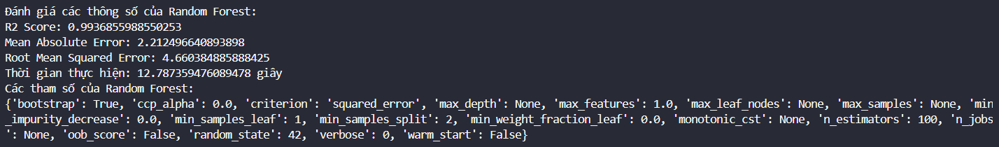 Đánh giá các thông số của Random Forest:
R2 Score: 0.9936855988550253
Mean Absolute Error: 2.212496640893898
Root Mean Squared Error: 4.660384885888425
Thời gian thực hiện: 12.787359476089478 giây
Các tham số của Random Forest:
{'bootstrap': True, 'ccp_alpha': 0.0, 'criterion': 'squared_error', 'max_depth': None, 'max_features': 1.0, 'max_leaf_nodes': None, 'max_samples': None, 'min
_impurity_decrease': 0.0, 'min_samples_leaf': 1, 'min_samples_split': 2, 'min_weight_fraction_leaf': 0.0, 'monotonic_cst': None, 'n_estimators': 100, 'n_jobs
': None, 'oob_score': False, 'random_state': 42, 'verbose': 0, 'warm_start': False}